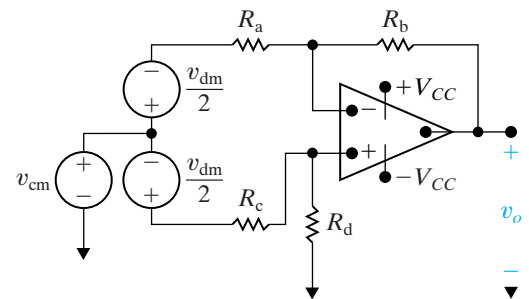 R_a
R_b
−
+
v_dm/2
+V_CC
−
+
−V_CC
+
−
v_cm
−
+
v_dm/2
R_c
R_d
+
v_o
−